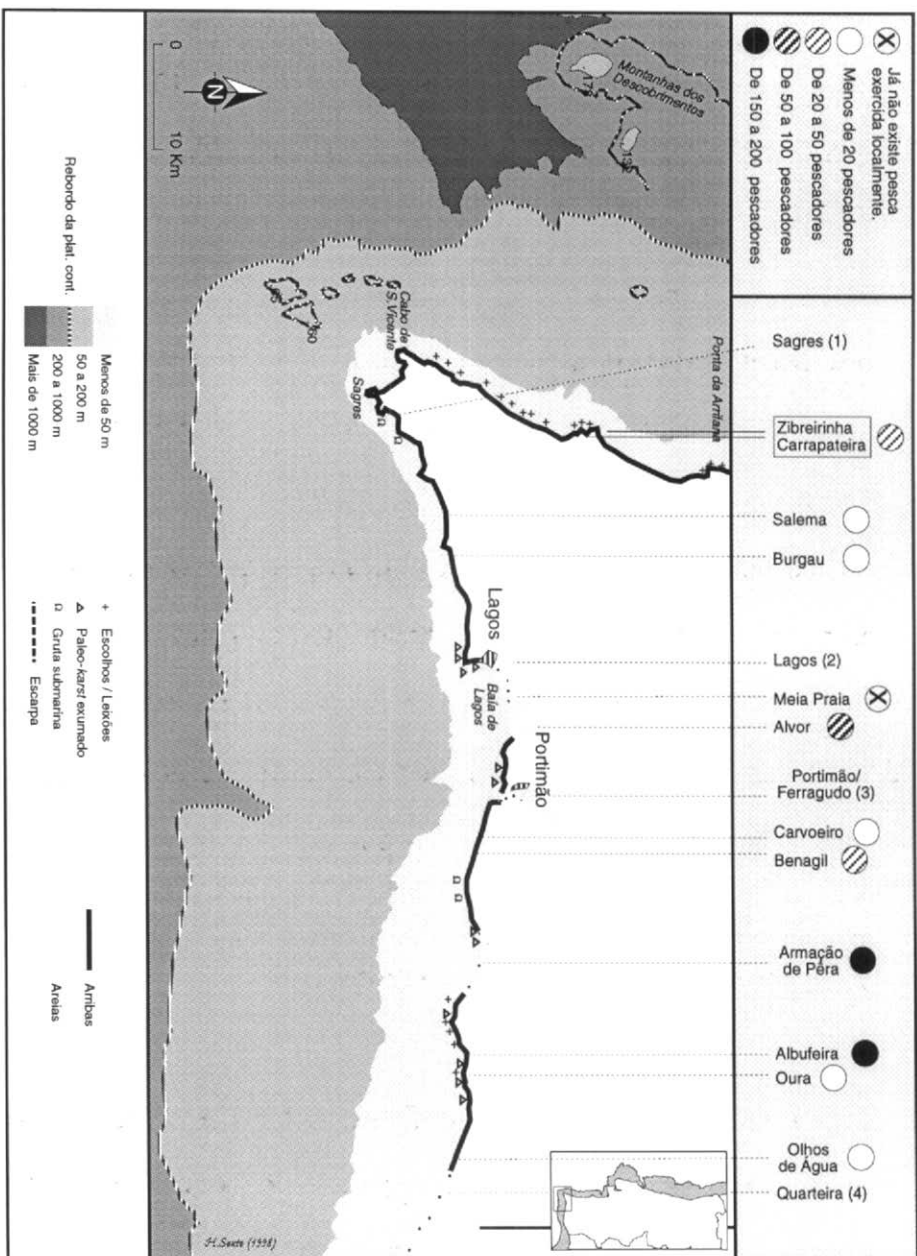 Já não existe pesca
exercida localmente.
Menos de 20 pescadores
De 20 a 50 pescadores
De 50 a 100 pescadores
De 150 a 200 pescadores
Sagres (1)
Zibreirinha
Carrapateira
Salema
Burgau
Lagos (2)
Meia Praia
Alvor
Portimão/
Ferragudo (3)
Carvoeiro
Benagil
Armação
de Pêra
Albufeira
Oura
Olhos
de Água
Quarteira (4)
Montanhas dos
Descobrimentos
Ponta da Arrifana
Cabo de
S. Vicente
Sagres
60
Lagos
Baía de
Lagos
Portimão
0
10 Km
N
H. Sexto (1998)
Menos de 50 m
50 a 200 m
Rebordo da plat. cont.
200 a 1000 m
Mais de 1000 m
Escolhos / Leixões
Paleo-karst exumado
Gruta submarina
Escarpa
Arribas
Areias